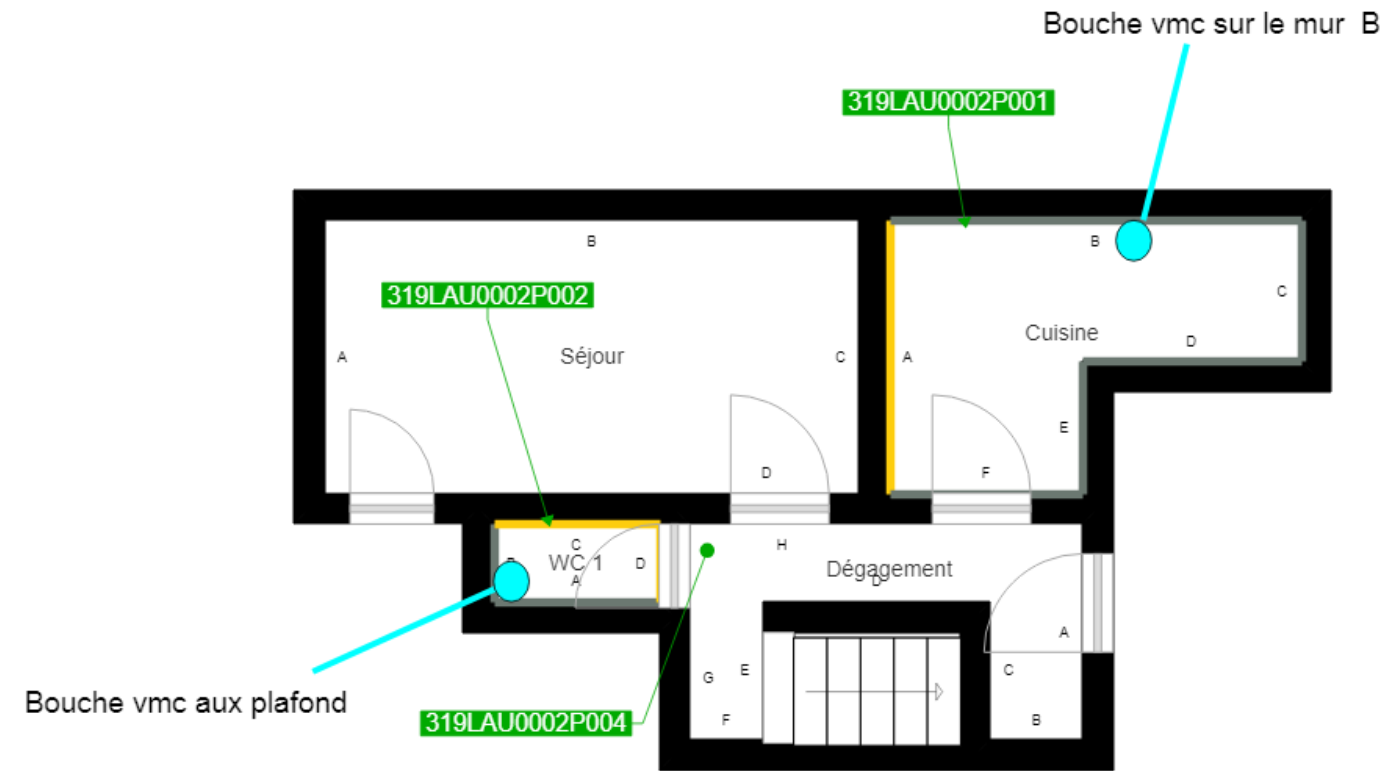 Bouche vmc sur le mur B
319LAU0002P001
B
B
C
319LAU0002P002
Cuisine
D
A
Séjour
C
A
E
D
F
C
H
WC 1
D
Dégagement
A
D
A
G
E
C
Bouche vmc aux plafond
319LAU0002P004
F
B